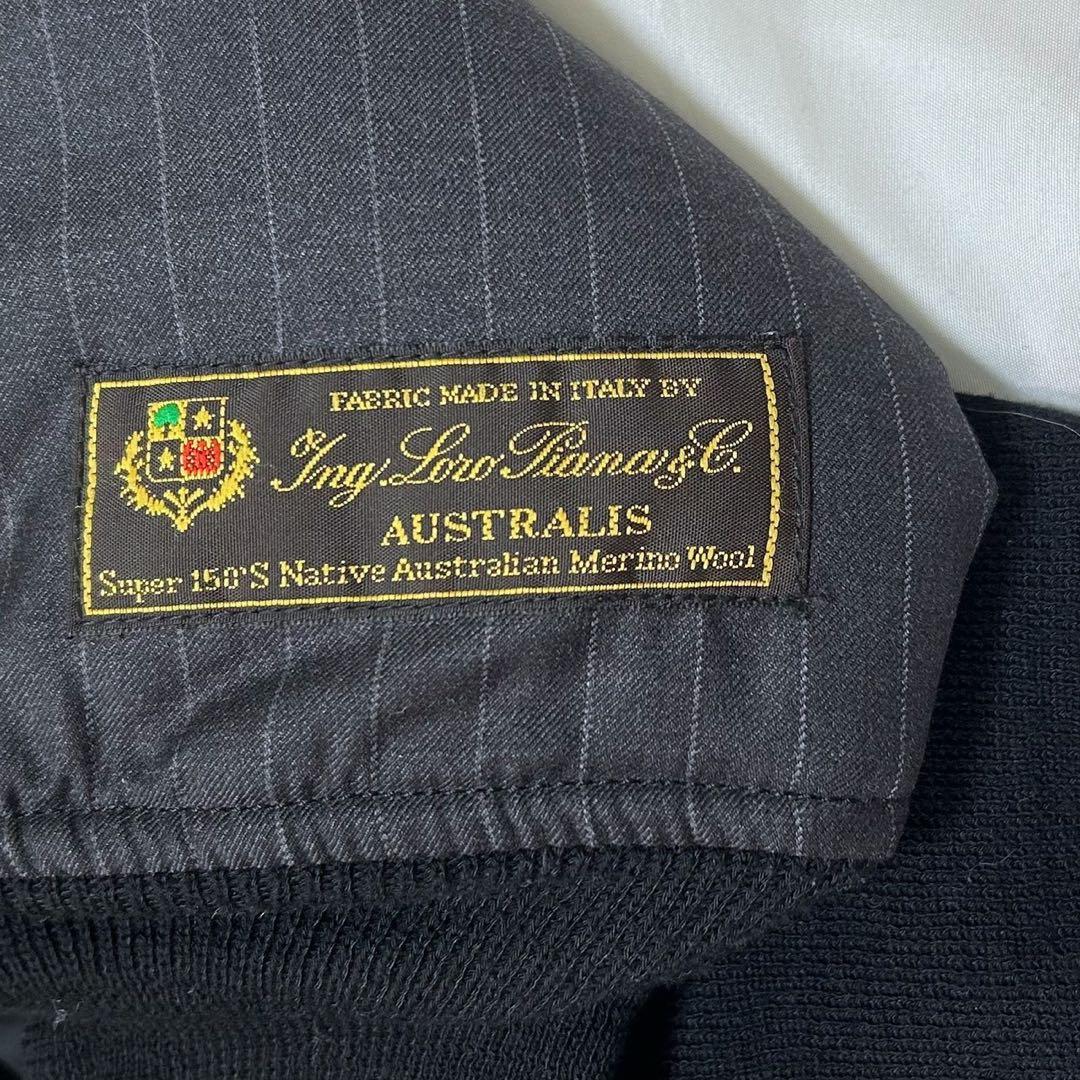 FABRIC MADE IN ITALY BY
Ing. Loro Piana & C.
AUSTRALIS
Super 150'S Native Australian Merino Wool